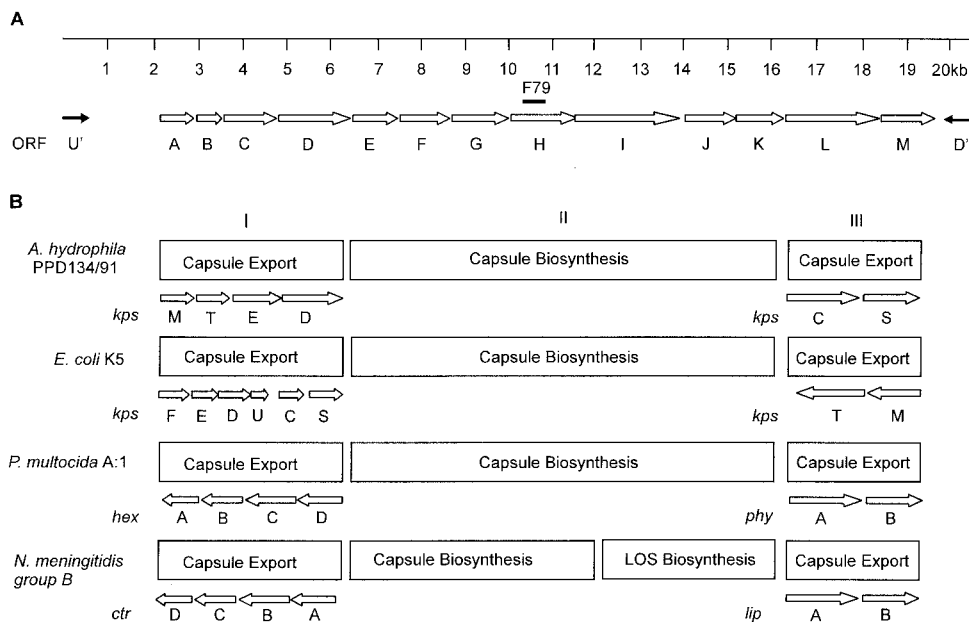 A
1 2 3 4 5 6 7 8 9 10 11 12 13 14 15 16 17 18 19 20kb
F79
ORF U' A B C D E F G H I J K L M D'
B
I II III
A. hydrophila
PPD134/91
Capsule Export Capsule Biosynthesis Capsule Export
kps M T E D kps C S
E. coli K5 Capsule Export Capsule Biosynthesis Capsule Export
kps F E D U C S kps T M
P. multocida A:1 Capsule Export Capsule Biosynthesis Capsule Export
hex A B C D phy A B
N. meningitidis
group B
Capsule Export Capsule Biosynthesis LOS Biosynthesis Capsule Export
ctr D C B A lip A B